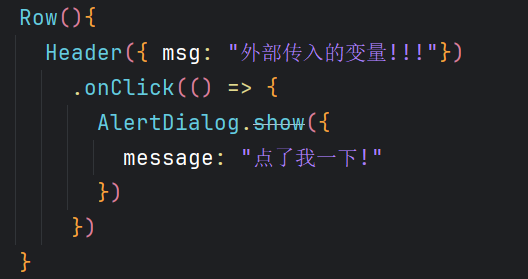 Row(){
Header({ msg: "外部传入的变量!!!"})
.onClick(() => {
AlertDialog.show({
message: "点了我一下!"
})
})
}